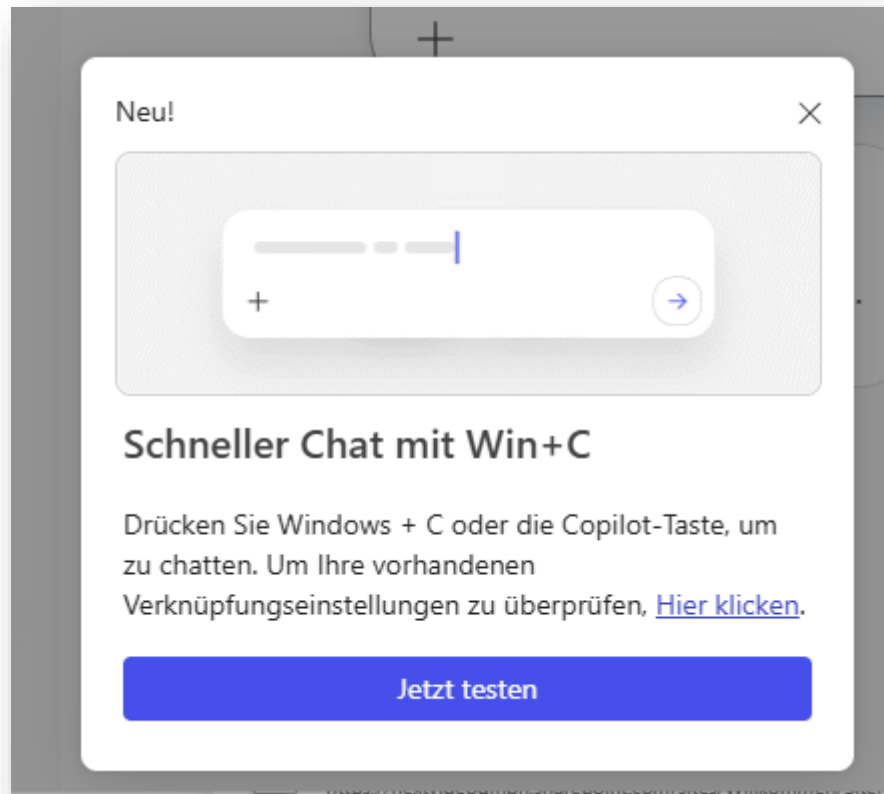 Neu!
Schneller Chat mit Win+C
Drücken Sie Windows + C oder die Copilot-Taste, um
zu chatten. Um Ihre vorhandenen
Verknüpfungseinstellungen zu überprüfen, Hier klicken.
Jetzt testen